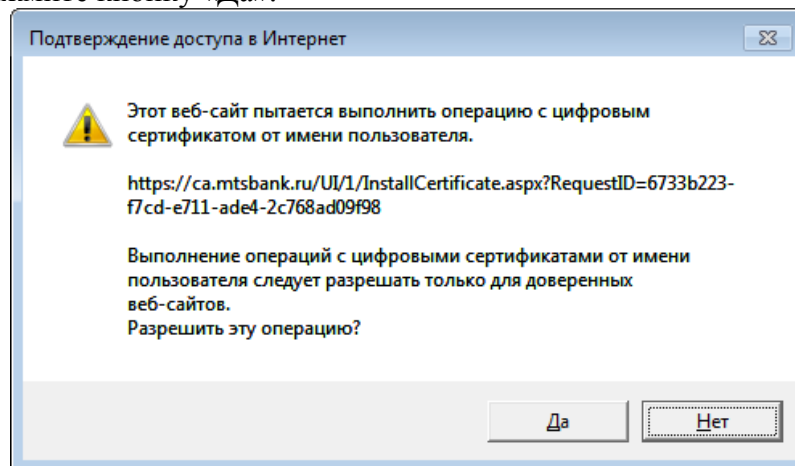 кнопку «Да».
Подтверждение доступа в Интернет
Этот веб-сайт пытается выполнить операцию с цифровым
сертификатом от имени пользователя.
https://ca.mtsbank.ru/UI/1/InstallCertificate.aspx?RequestID=6733b223-
f7cd-e711-ade4-2c768ad09f98
Выполнение операций с цифровыми сертификатами от имени
пользователя следует разрешать только для доверенных
веб-сайтов.
Разрешить эту операцию?
Да
Нет